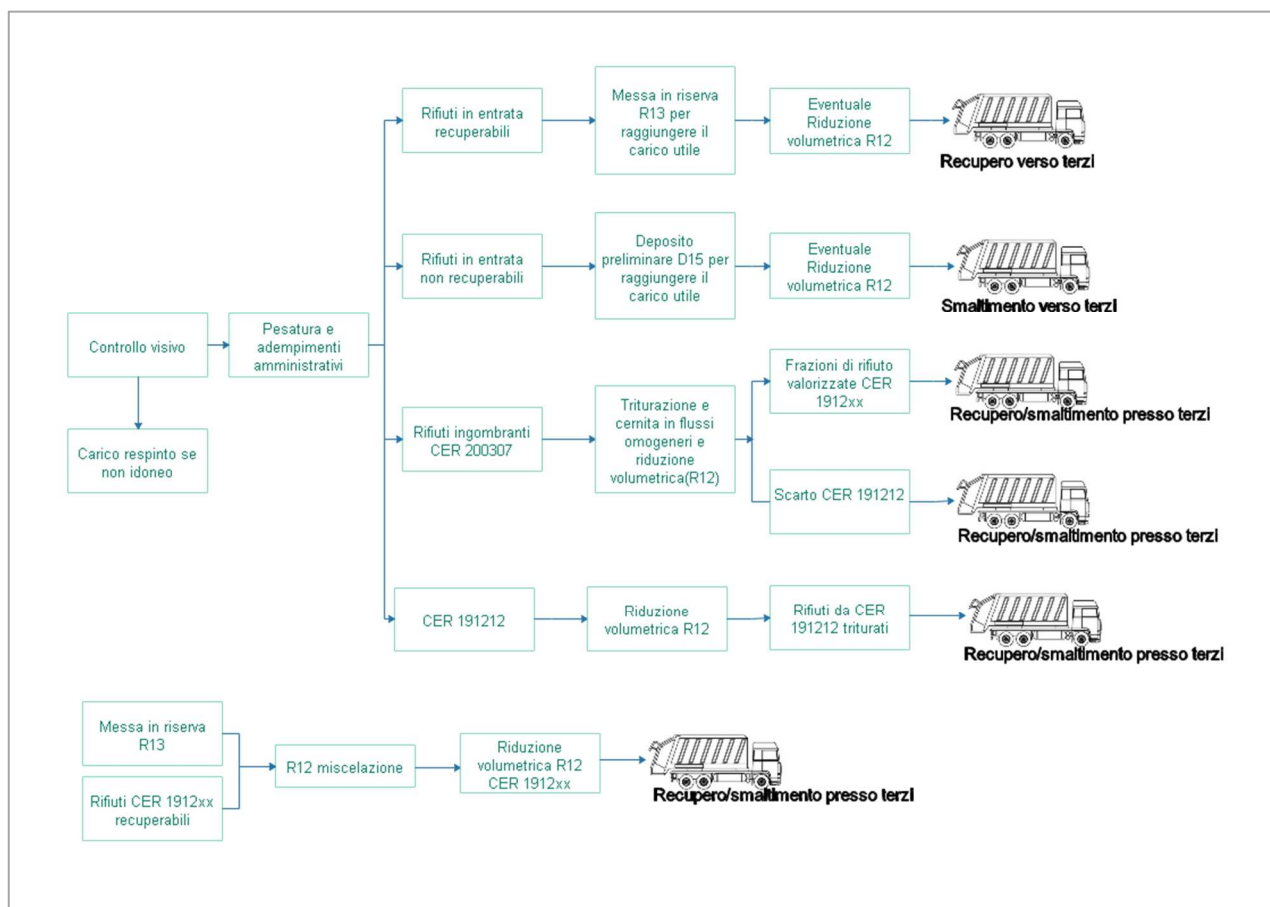 Rifiuti in entrata
recuperabili
Messa in riserva
R13 per
raggiungere il
carico utile
Eventuale
Riduzione
volumetrica R12
Recupero verso terzi
Rifiuti in entrata
non recuperabili
Deposito
preliminare D15 per
raggiungere il
carico utile
Eventuale
Riduzione
volumetrica R12
Smaltimento verso terzi
Controllo visivo
Pesatura e
adempimenti
amministrativi
Carico respinto se
non idoneo
Rifiuti ingombranti
CER 200307
Triturazione e
cernita in flussi
omogeneri e
riduzione
volumetrica(R12)
Frazioni di rifiuto
valorizzate CER
1912xx
Recupero/smaltimento presso terzi
Scarto CER 191212
Recupero/smaltimento presso terzi
CER 191212
Riduzione
volumetrica R12
Rifiuti da CER
191212 triturati
Recupero/smaltimento presso terzi
Messa in riserva
R13
Rifiuti CER 1912xx
recuperabili
R12 miscelazione
Riduzione
volumetrica R12
CER 1912xx
Recupero/smaltimento presso terzi